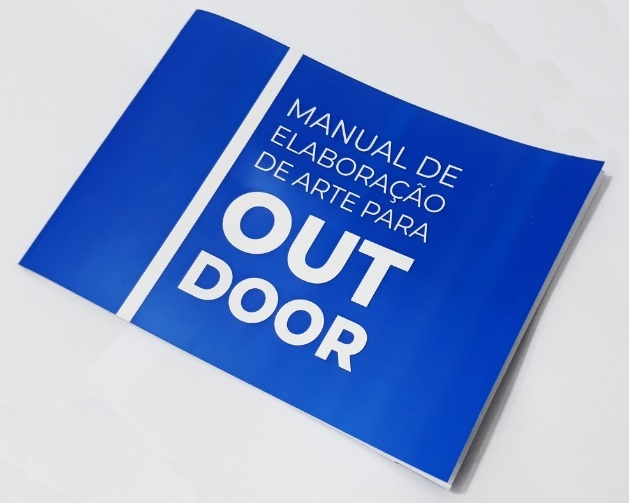 MANUAL DE
ELABORAÇÃO
DE ARTE PARA
OUT
DOOR